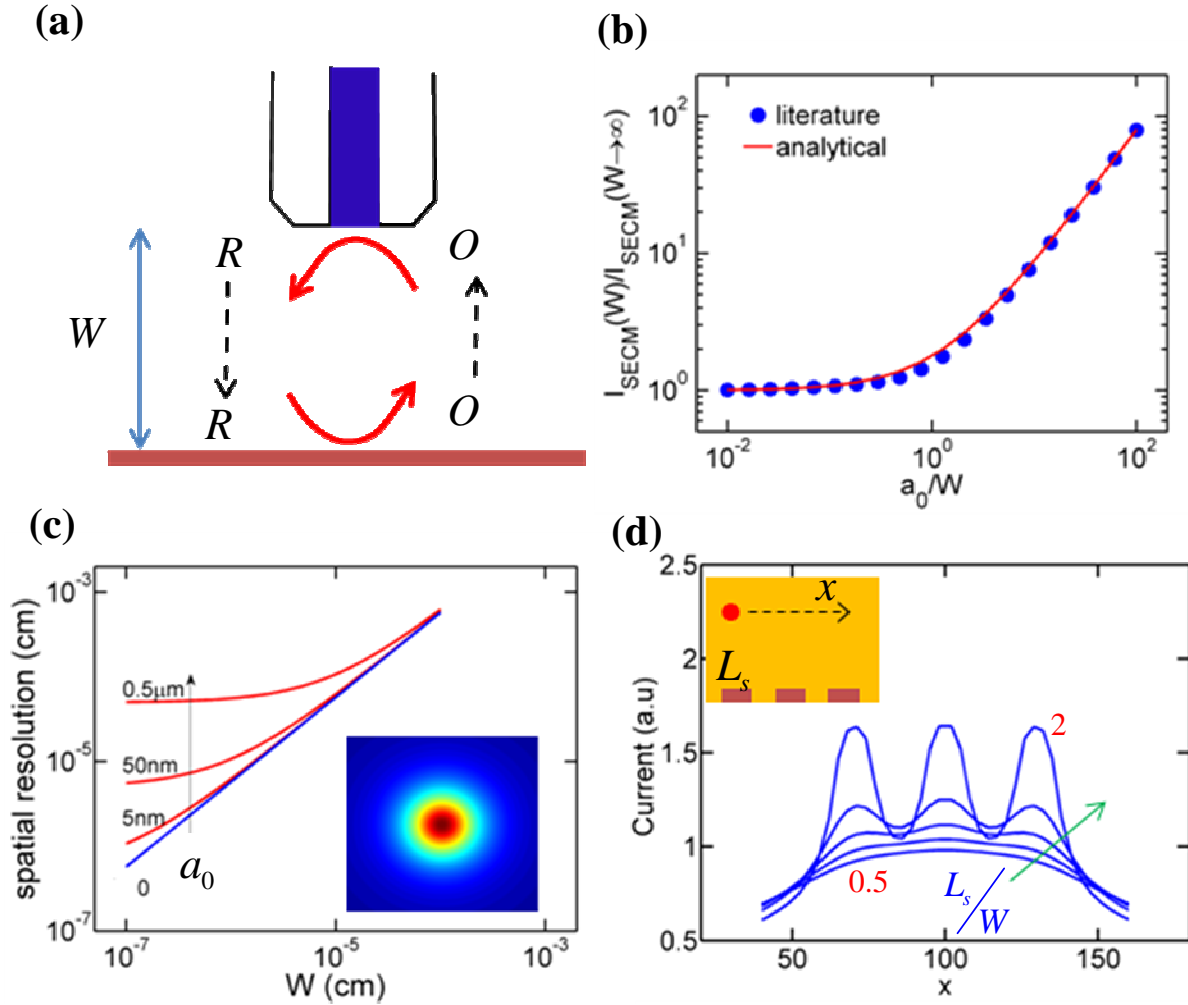 (a)
W
R
O
R
O
(b)
I_SECM(W)/I_SECM(W→∞)
10^2
10^1
10^0
literature
analytical
10^-2
10^0
10^2
a_0/W
(c)
spatial resolution (cm)
10^-3
10^-5
10^-7
0.5μm
50nm
5nm
0
a_0
10^-7
10^-5
10^-3
W (cm)
(d)
Current (a.u)
2.5
2
1.5
1
0.5
x
L_s
2
0.5
L_s/W
50
100
150
x